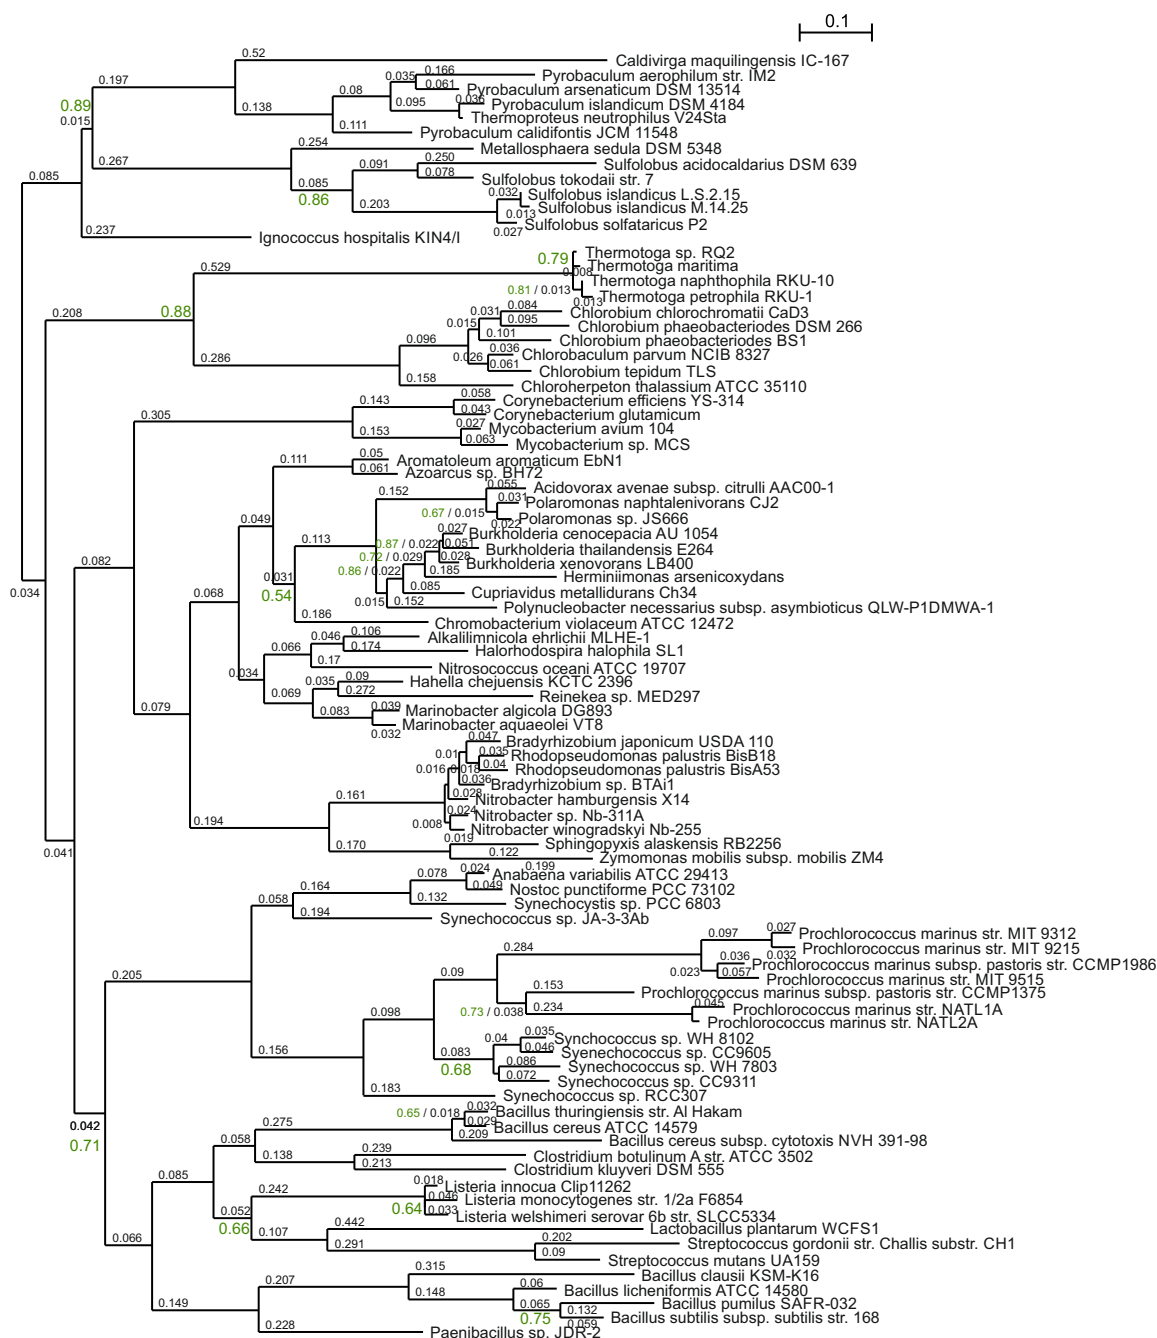 0.1
0.52
Caldivirga maquilingensis IC-167
0.197
0.166
Pyrobaculum aerophilum str. IM2
0.035
0.08
0.061
Pyrobaculum arsenaticum DSM 13514
0.89
0.138
0.095
0.036
Pyrobaculum islandicum DSM 4184
0.015
Thermoproteus neutrophilus V24Sta
0.111
Pyrobaculum calidifontis JCM 11548
0.254
Metallosphaera sedula DSM 5348
0.267
0.091
0.250
Sulfolobus acidocaldarius DSM 639
0.085
0.078
Sulfolobus tokodaii str. 7
0.085
0.86
0.032
Sulfolobus islandicus L.S.2.15
0.203
0.013
Sulfolobus islandicus M.14.25
0.027
Sulfolobus solfataricus P2
0.237
Ignococcus hospitalis KIN4/I
0.79
Thermotoga sp. RQ2
0.529
0.008
Thermotoga maritima
Thermotoga naphthophila RKU-10
0.81 / 0.013
0.013
Thermotoga petrophila RKU-1
0.208
0.88
0.031
0.084
Chlorobium chlorochromatii CaD3
0.015
0.095
Chlorobium phaeobacteriodes DSM 266
0.096
0.101
Chlorobium phaeobacteriodes BS1
0.286
0.026
0.036
Chlorobaculum parvum NCIB 8327
0.061
Chlorobium tepidum TLS
0.158
Chloroherpeton thalassium ATCC 35110
0.143
0.058
Corynebacterium efficiens YS-314
0.305
0.043
Corynebacterium glutamicum
0.153
0.027
Mycobacterium avium 104
0.063
Mycobacterium sp. MCS
0.111
0.05
Aromatoleum aromaticum EbN1
0.061
Azoarcus sp. BH72
0.152
0.055
Acidovorax avenae subsp. citrulli AAC00-1
0.031
Polaromonas naphtalenivorans CJ2
0.67 / 0.015
0.022
Polaromonas sp. JS666
0.049
0.027
Burkholderia cenocepacia AU 1054
0.113
0.87 / 0.022
0.051
Burkholderia thailandensis E264
0.72 / 0.029
0.028
Burkholderia xenovorans LB400
0.082
0.031
0.86 / 0.022
0.185
Herminiimonas arsenicoxydans
0.034
0.54
0.085
Cupriavidus metallidurans Ch34
0.068
0.015
0.152
Polynucleobacter necessarius subsp. asymbioticus QLW-P1DMWA-1
0.186
Chromobacterium violaceum ATCC 12472
0.046
0.106
Alkalilimnicola ehrlichii MLHE-1
0.066
0.174
Halorhodospira halophila SL1
0.17
Nitrosococcus oceani ATCC 19707
0.034
0.035
0.09
Hahella chejuensis KCTC 2396
0.069
0.272
Reinekea sp. MED297
0.079
0.083
0.039
Marinobacter algicola DG893
0.032
Marinobacter aquaeolei VT8
0.047
Bradyrhizobium japonicum USDA 110
0.01
0.035
Rhodopseudomonas palustris BisB18
0.016
0.018
0.04
Rhodopseudomonas palustris BisA53
0.036
Bradyrhizobium sp. BTAi1
0.161
0.028
Nitrobacter hamburgensis X14
0.024
Nitrobacter sp. Nb-311A
0.194
0.008
Nitrobacter winogradskyi Nb-255
0.170
0.019
Sphingopyxis alaskensis RB2256
0.041
0.122
Zymomonas mobilis subsp. mobilis ZM4
0.199
0.078
0.024
Anabaena variabilis ATCC 29413
0.058
0.164
0.049
Nostoc punctiforme PCC 73102
0.132
Synechocystis sp. PCC 6803
0.194
Synechococcus sp. JA-3-3Ab
0.097
0.027
Prochlorococcus marinus str. MIT 9312
0.284
0.032
Prochlorococcus marinus str. MIT 9215
0.036
Prochlorococcus marinus subsp. pastoris str. CCMP1986
0.205
0.09
0.023
0.057
Prochlorococcus marinus str. MIT 9515
0.153
Prochlorococcus marinus subsp. pastoris str. CCMP1375
0.73 / 0.038
0.234
0.045
Prochlorococcus marinus str. NATL1A
0.098
Prochlorococcus marinus str. NATL2A
0.04
0.035
Synchococcus sp. WH 8102
0.156
0.083
0.046
Syenechococcus sp. CC9605
0.68
0.086
Synechococcus sp. WH 7803
0.072
Synechococcus sp. CC9311
0.183
Synechococcus sp. RCC307
0.65 / 0.018
0.032
Bacillus thuringiensis str. Al Hakam
0.042
0.275
0.029
Bacillus cereus ATCC 14579
0.71
0.058
0.209
Bacillus cereus subsp. cytotoxis NVH 391-98
0.138
0.239
Clostridium botulinum A str. ATCC 3502
0.085
0.213
Clostridium kluyveri DSM 555
0.242
0.018
Listeria innocua Clip11262
0.64
0.046
Listeria monocytogenes str. 1/2a F6854
0.052
0.66
0.033
Listeria welshimeri serovar 6b str. SLCC5334
0.107
0.442
Lactobacillus plantarum WCFS1
0.066
0.291
0.202
Streptococcus gordonii str. Challis substr. CH1
0.09
Streptococcus mutans UA159
0.207
0.315
Bacillus clausii KSM-K16
0.148
0.06
Bacillus licheniformis ATCC 14580
0.149
0.065
0.75
0.132
Bacillus pumilus SAFR-032
0.059
Bacillus subtilis subsp. subtilis str. 168
0.228
Paenibacillus sp. JDR-2